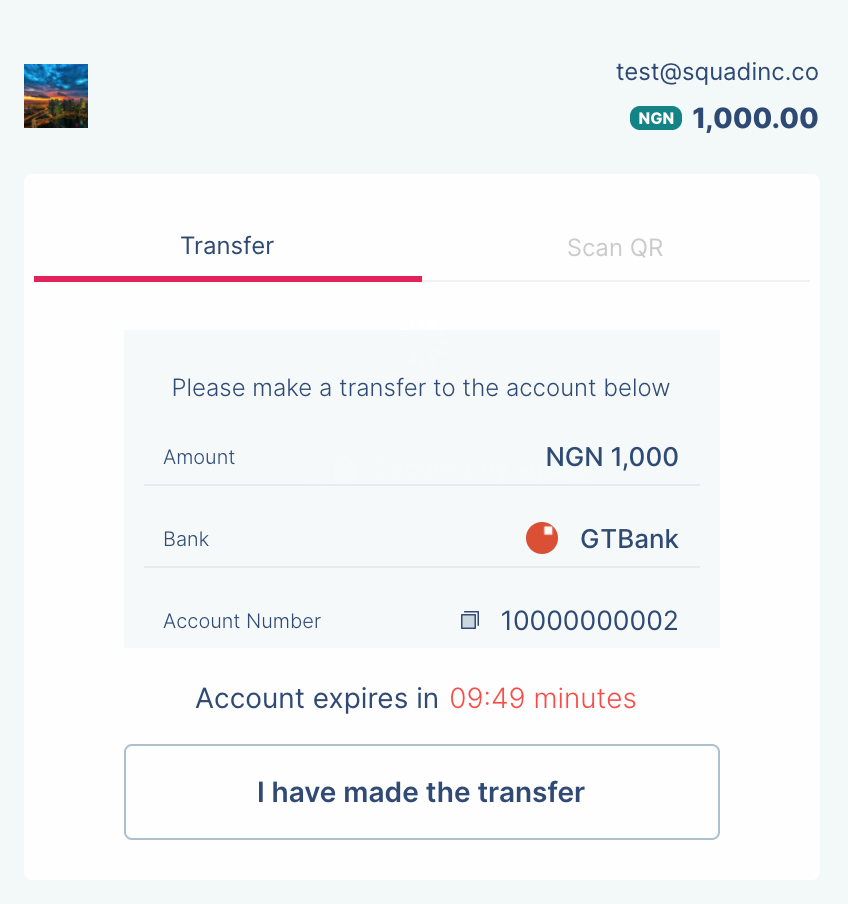 test@squadinc.co
NGN 1,000.00
Transfer
Scan QR
Please make a transfer to the account below
Amount
NGN 1,000
Bank
GTBank
Account Number
10000000002
Account expires in 09:49 minutes
I have made the transfer